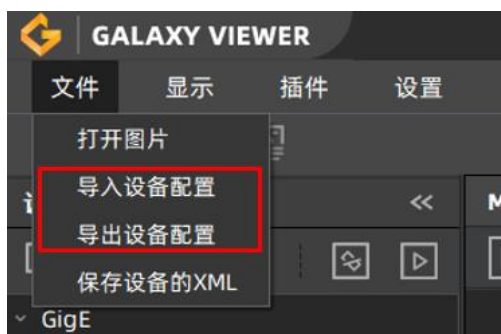 GALAXY VIEWER
文件 显示 插件 设置
打开图片
导入设备配置
导出设备配置
保存设备的XML
GigE